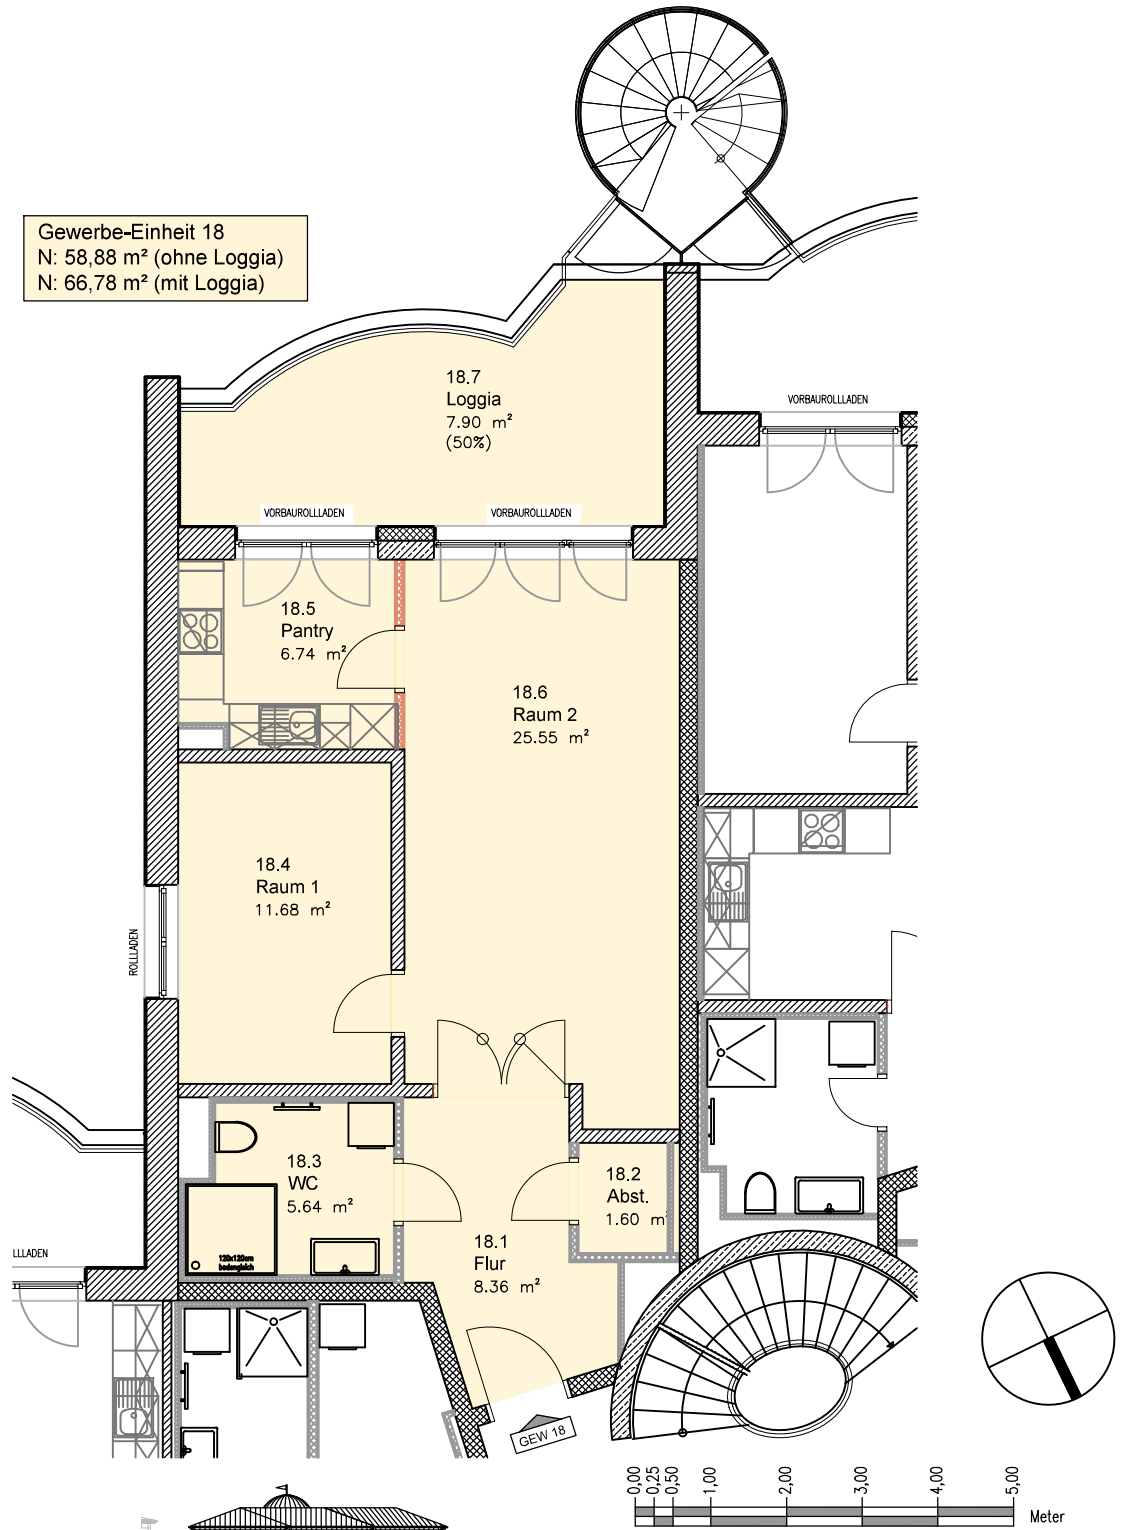 Gewerbe-Einheit 18
N: 58,88 m² (ohne Loggia)
N: 66,78 m² (mit Loggia)
18.7
Loggia
7.90 m²
(50%)
VORBAUROLLLADEN
VORBAUROLLLADEN
VORBAUROLLLADEN
18.5
Pantry
6.74 m²
18.6
Raum 2
25.55 m²
18.4
Raum 1
11.68 m²
ROLLLADEN
18.3
WC
5.64 m²
120x120cm
bodengleich
18.2
Abst.
1.60 m
18.1
Flur
8.36 m²
LLLADEN
GEW 18
0,00
0,25
0,50
1,00
2,00
3,00
4,00
5,00
Meter